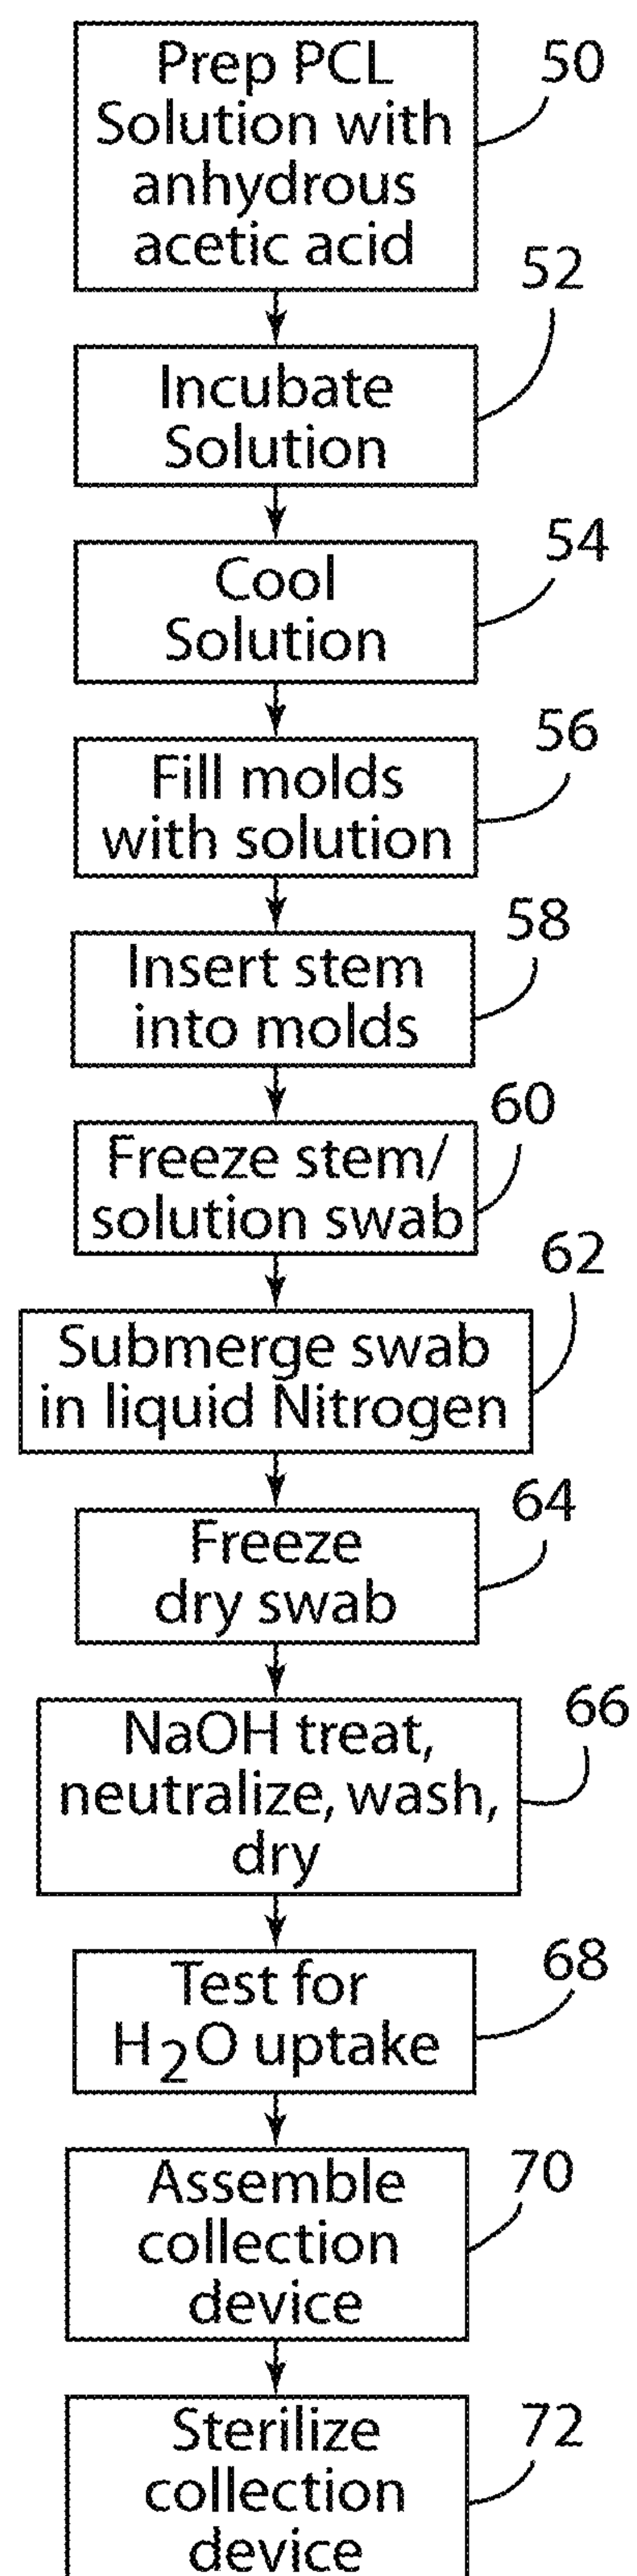 Prep PCL
Solution with
anhydrous
acetic acid
50
Incubate
Solution
52
Cool
Solution
54
Fill molds
with solution
56
Insert stem
into molds
58
Freeze stem/
solution swab
60
Submerge swab
in liquid Nitrogen
62
Freeze
dry swab
64
NaOH treat,
neutralize, wash,
dry
66
Test for
H₂O uptake
68
Assemble
collection
device
70
Sterilize
collection
device
72